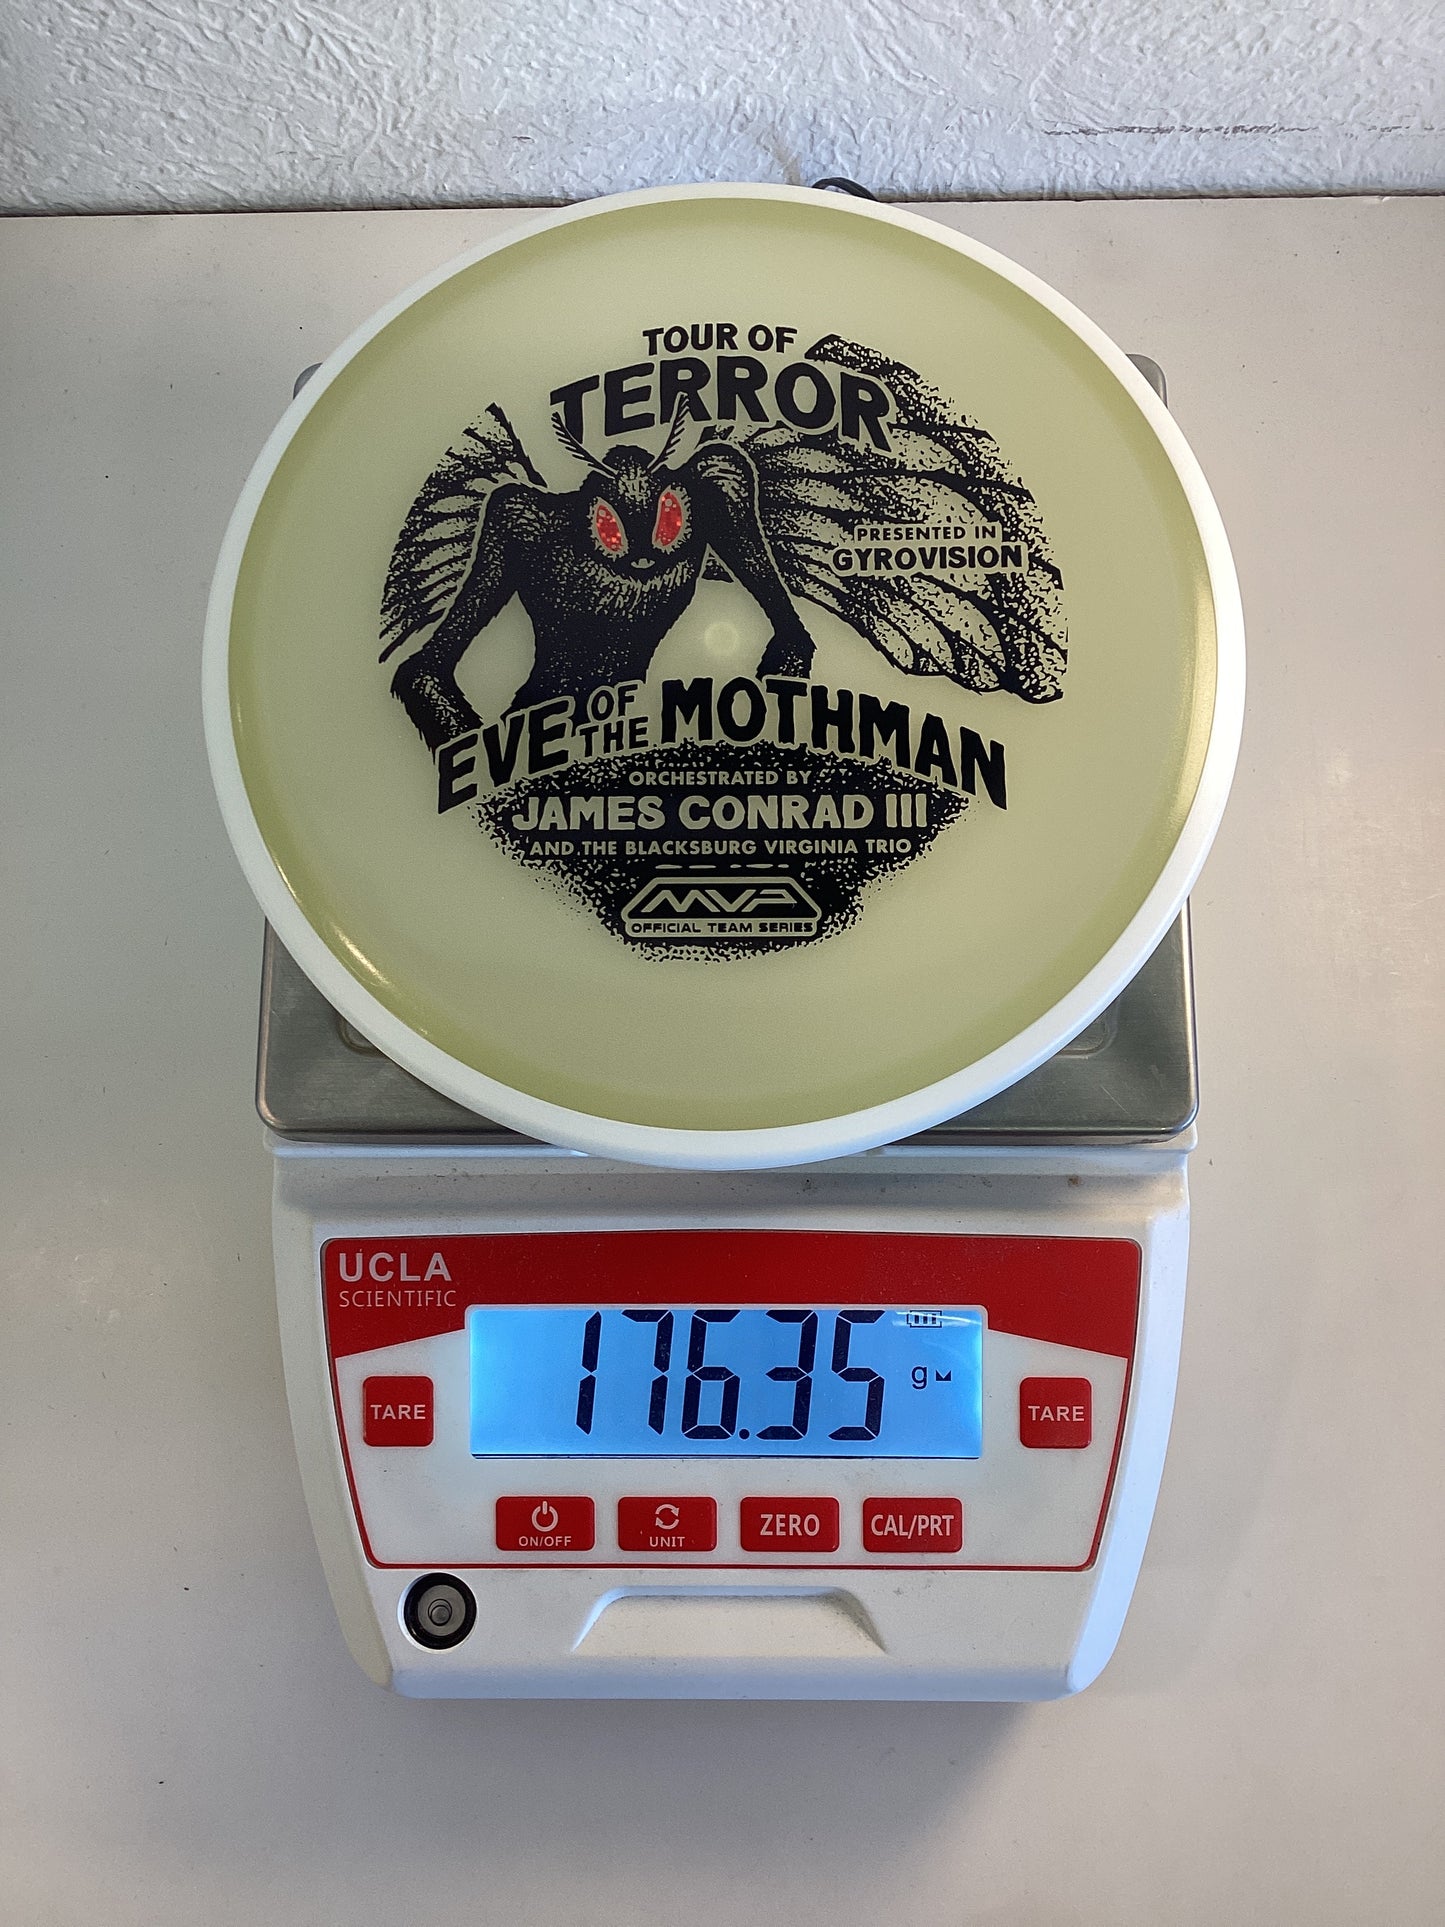 TOUR OF
TERROR
PRESENTED IN
GYROVISION
EVE OF THE MOTHMAN
ORCHESTRATED BY
JAMES CONRAD III
AND THE BLACKSBURG VIRGINIA TRIO
MVP
OFFICIAL TEAM SERIES
UCLA
SCIENTIFIC
176.35 g
TARE
TARE
ON/OFF
UNIT
ZERO
CAL/PRT